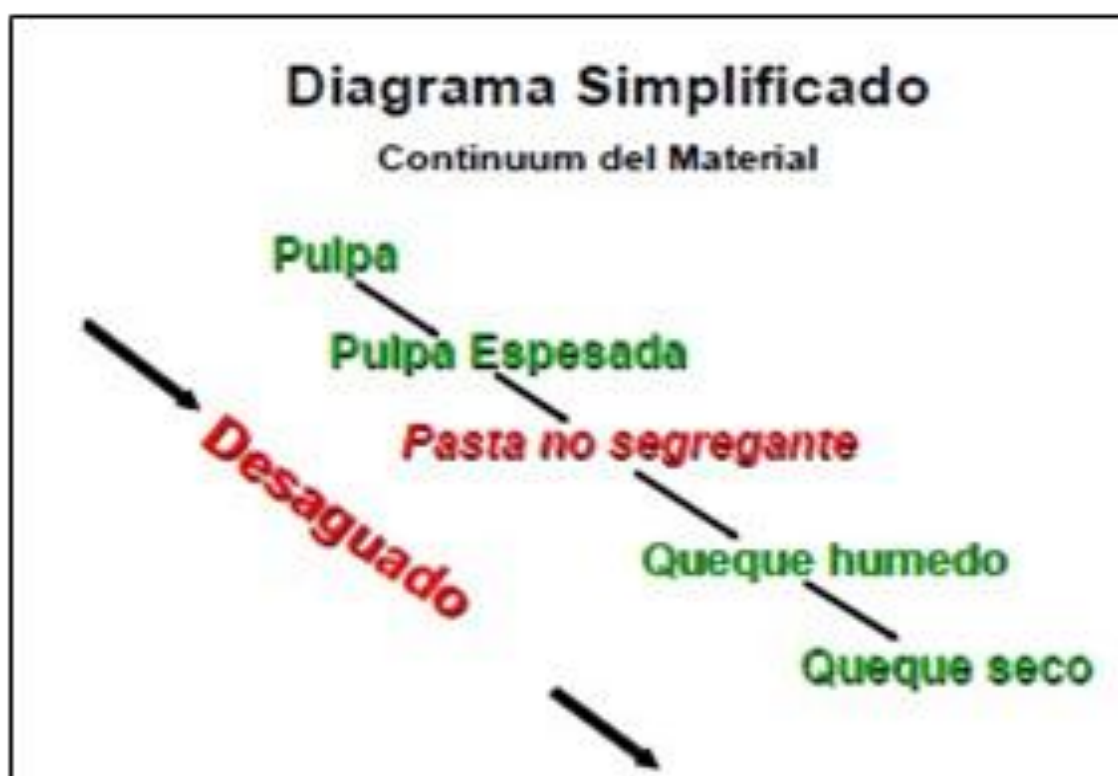 Diagrama Simplificado
Continuum del Material
Pulpa
Pulpa Espesada
Pasta no segregante
Desaguado
Queque humedo
Queque seco